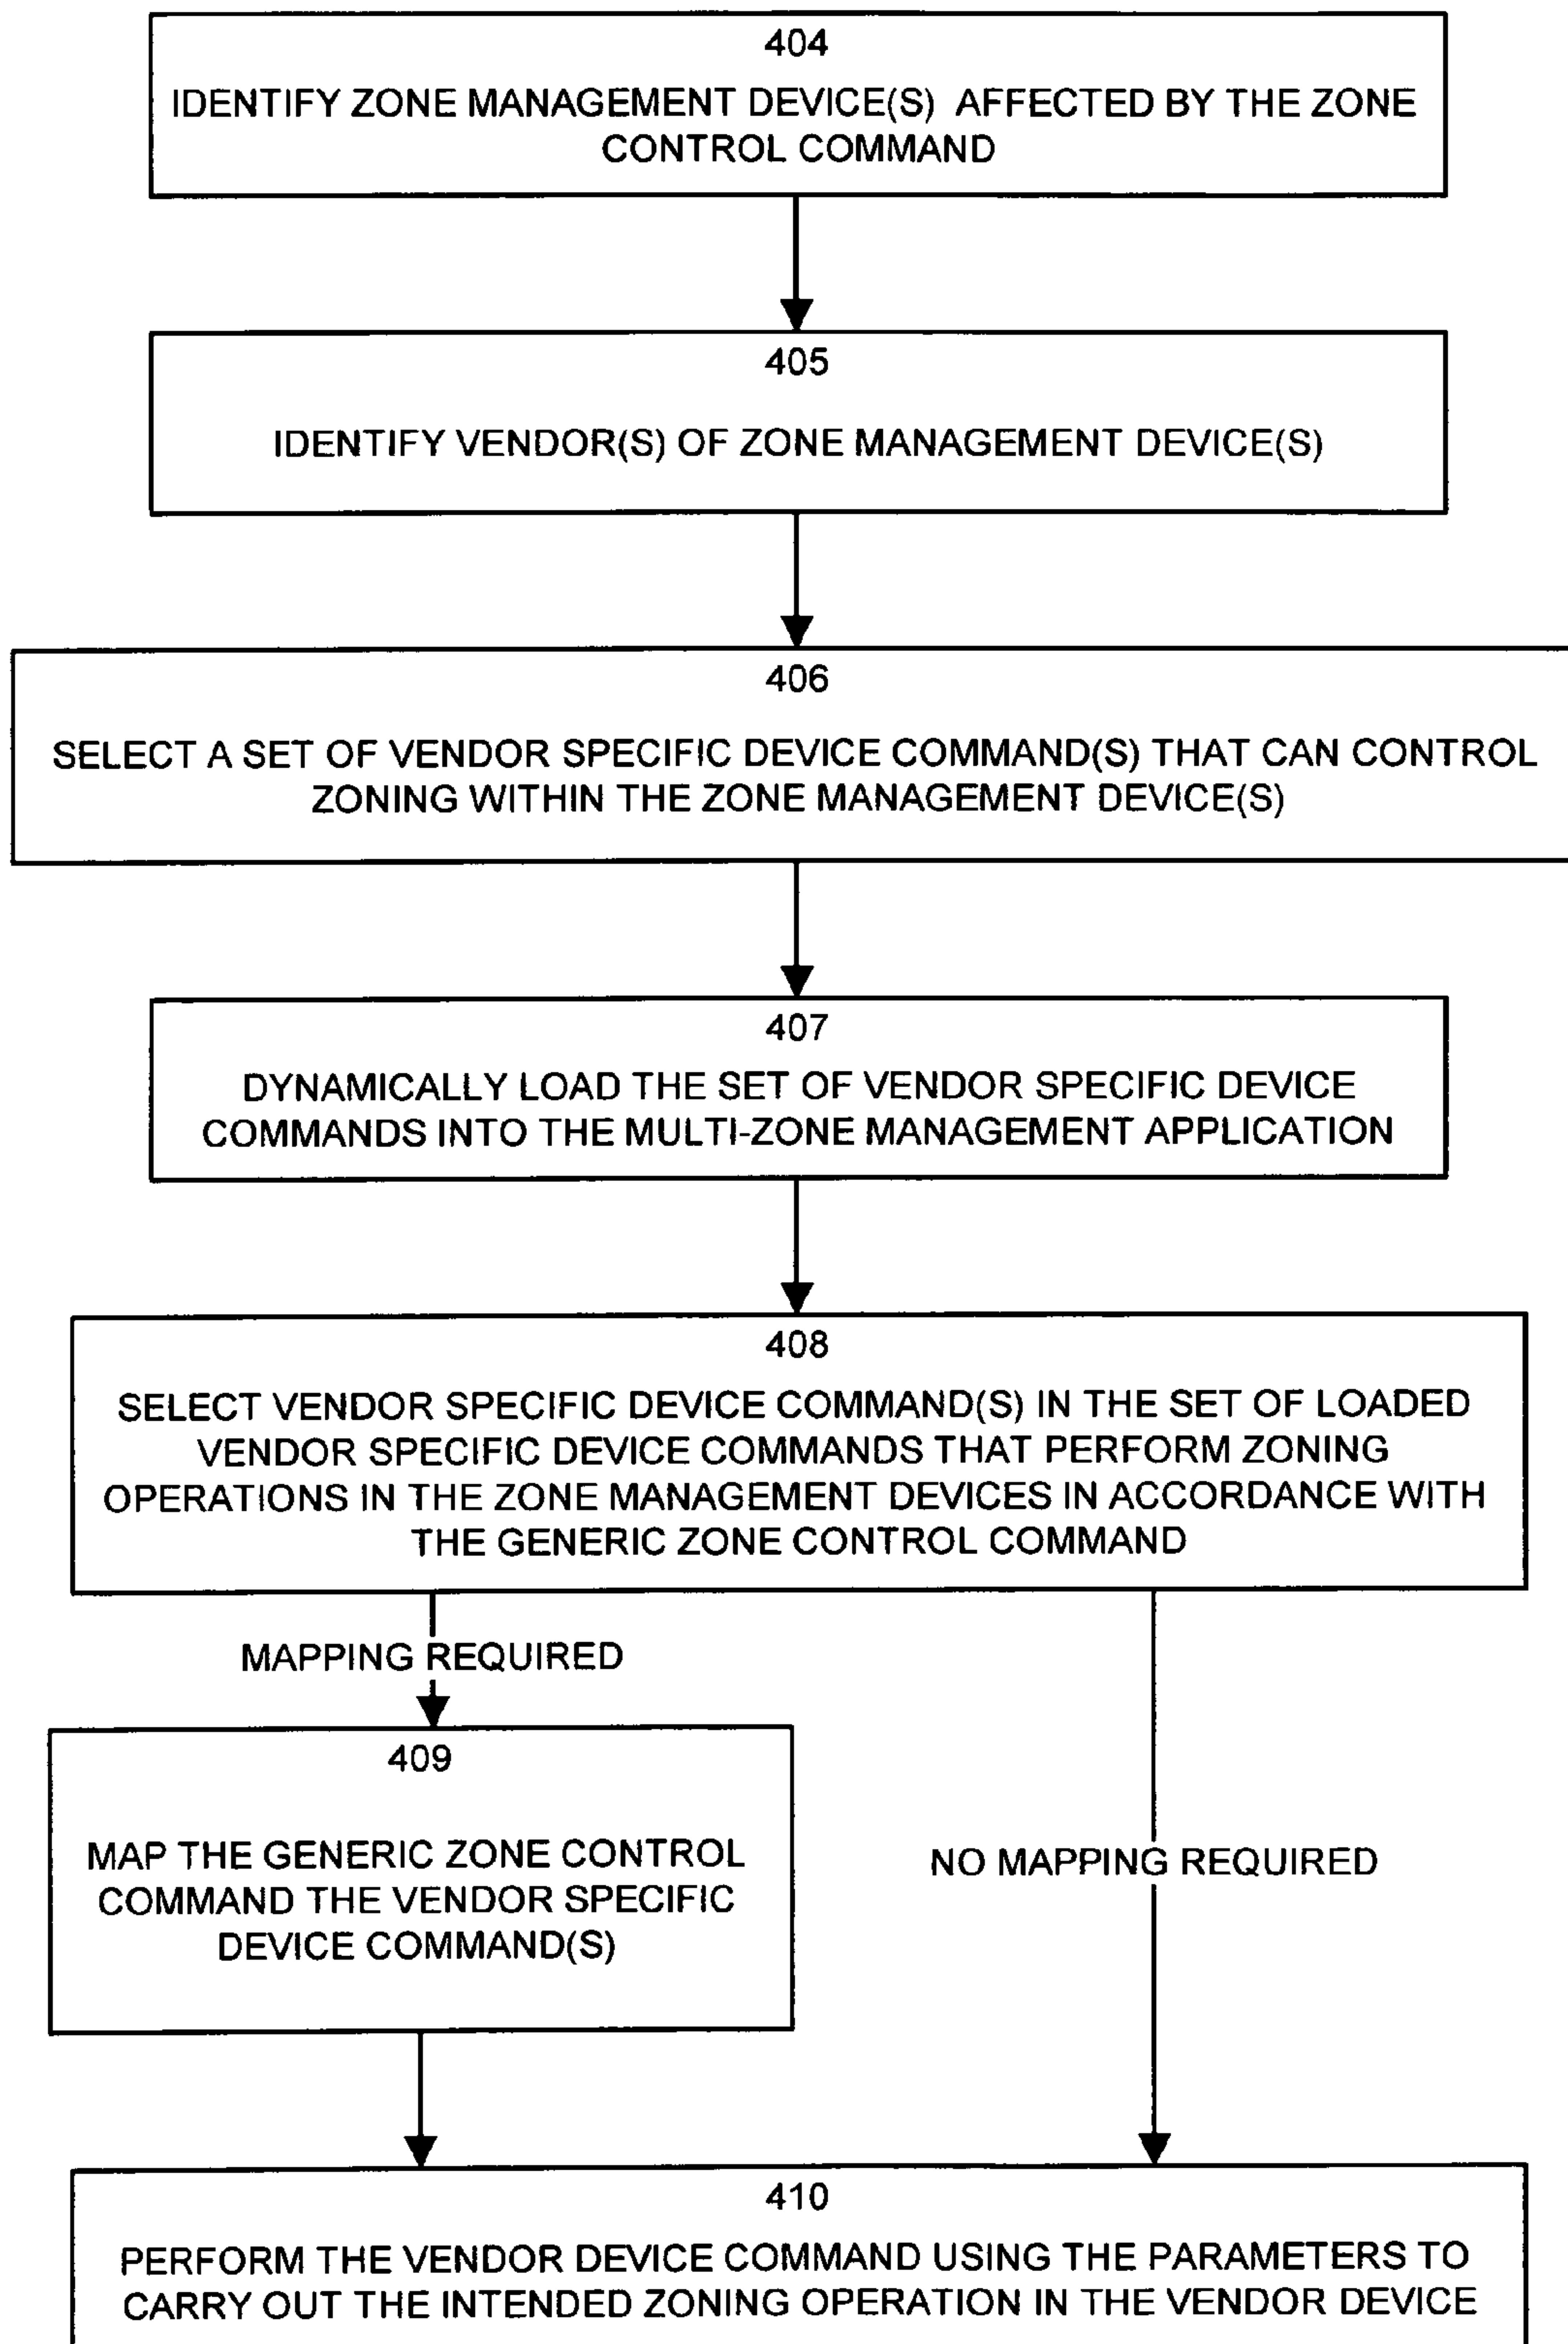 404
IDENTIFY ZONE MANAGEMENT DEVICE(S) AFFECTED BY THE ZONE
CONTROL COMMAND
405
IDENTIFY VENDOR(S) OF ZONE MANAGEMENT DEVICE(S)
406
SELECT A SET OF VENDOR SPECIFIC DEVICE COMMAND(S) THAT CAN CONTROL
ZONING WITHIN THE ZONE MANAGEMENT DEVICE(S)
407
DYNAMICALLY LOAD THE SET OF VENDOR SPECIFIC DEVICE
COMMANDS INTO THE MULTI-ZONE MANAGEMENT APPLICATION
408
SELECT VENDOR SPECIFIC DEVICE COMMAND(S) IN THE SET OF LOADED
VENDOR SPECIFIC DEVICE COMMANDS THAT PERFORM ZONING
OPERATIONS IN THE ZONE MANAGEMENT DEVICES IN ACCORDANCE WITH
THE GENERIC ZONE CONTROL COMMAND
MAPPING REQUIRED
409
MAP THE GENERIC ZONE CONTROL
COMMAND THE VENDOR SPECIFIC
DEVICE COMMAND(S)
NO MAPPING REQUIRED
410
PERFORM THE VENDOR DEVICE COMMAND USING THE PARAMETERS TO
CARRY OUT THE INTENDED ZONING OPERATION IN THE VENDOR DEVICE